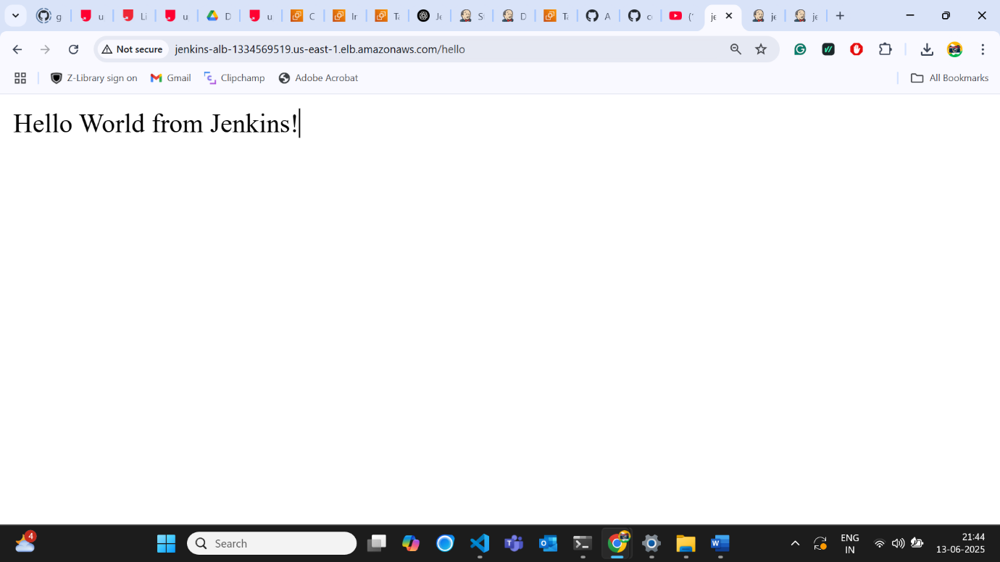 g
u
Li
u
D
u
C
Ta
Je
D
Ta
A
je
je
je
Not secure
jenkins-alb-1334569519.us-east-1.elb.amazonaws.com/hello
Z-Library sign on
Gmail
Clipchamp
Adobe Acrobat
All Bookmarks
Hello World from Jenkins!
4
Search
ENG
IN
21:44
13-06-2025